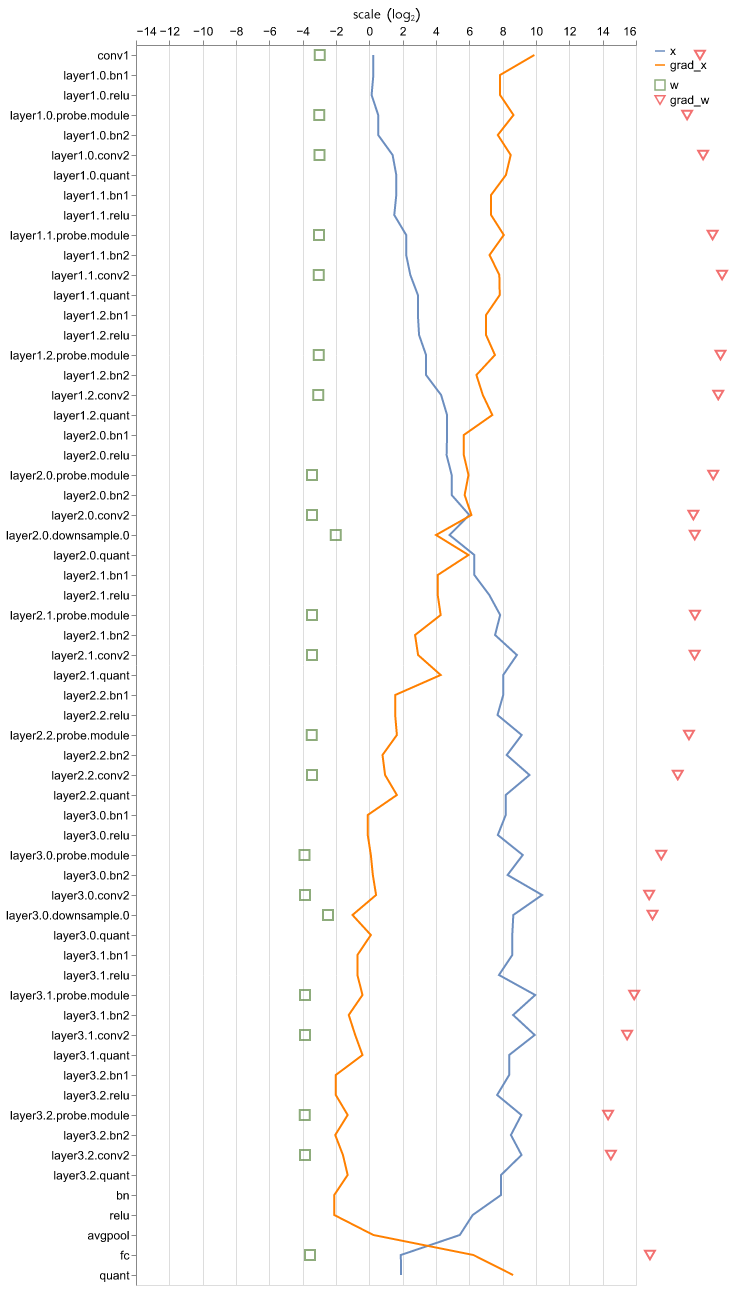 scale (log₂)
−14 −12 −10 −8 −6 −4 −2 0 2 4 6 8 10 12 14 16
x
grad_x
w
grad_w
conv1
layer1.0.bn1
layer1.0.relu
layer1.0.probe.module
layer1.0.bn2
layer1.0.conv2
layer1.0.quant
layer1.1.bn1
layer1.1.relu
layer1.1.probe.module
layer1.1.bn2
layer1.1.conv2
layer1.1.quant
layer1.2.bn1
layer1.2.relu
layer1.2.probe.module
layer1.2.bn2
layer1.2.conv2
layer1.2.quant
layer2.0.bn1
layer2.0.relu
layer2.0.probe.module
layer2.0.bn2
layer2.0.conv2
layer2.0.downsample.0
layer2.0.quant
layer2.1.bn1
layer2.1.relu
layer2.1.probe.module
layer2.1.bn2
layer2.1.conv2
layer2.1.quant
layer2.2.bn1
layer2.2.relu
layer2.2.probe.module
layer2.2.bn2
layer2.2.conv2
layer2.2.quant
layer3.0.bn1
layer3.0.relu
layer3.0.probe.module
layer3.0.bn2
layer3.0.conv2
layer3.0.downsample.0
layer3.0.quant
layer3.1.bn1
layer3.1.relu
layer3.1.probe.module
layer3.1.bn2
layer3.1.conv2
layer3.1.quant
layer3.2.bn1
layer3.2.relu
layer3.2.probe.module
layer3.2.bn2
layer3.2.conv2
layer3.2.quant
bn
relu
avgpool
fc
quant